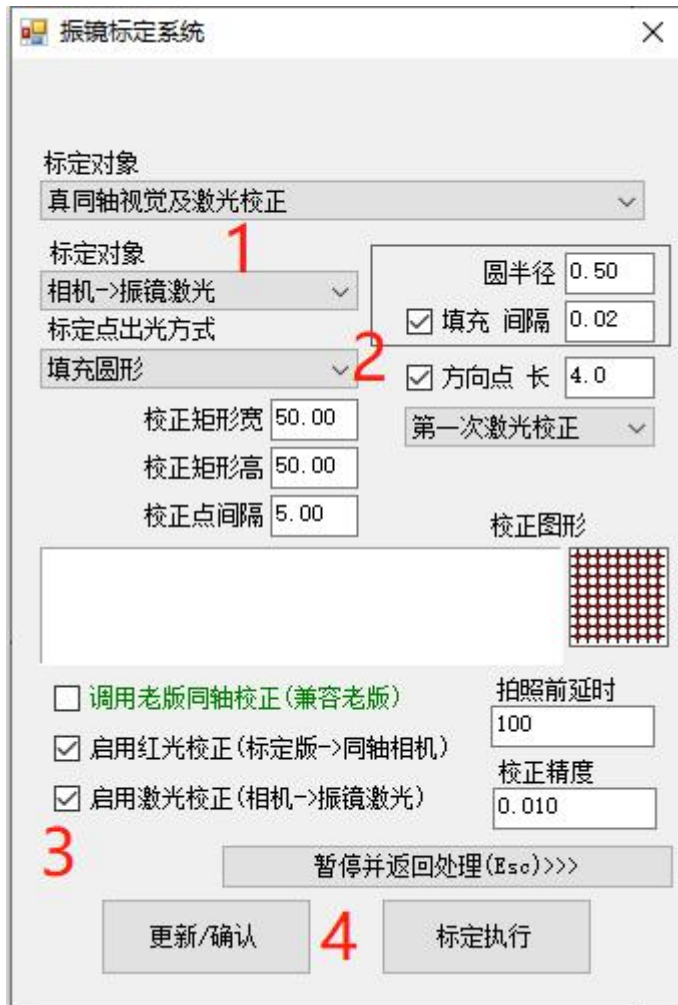 振镜标定系统
标定对象
真同轴视觉及激光校正
1
标定对象
相机->振镜激光
圆半径 0.50
填充 间隔 0.02
标定点出光方式
填充圆形
2
方向点 长 4.0
校正矩形宽 50.00
第一次激光校正
校正矩形高 50.00
校正点间隔 5.00
校正图形
调用老版同轴校正(兼容老版)
拍照前延时
100
启用红光校正(标定版->同轴相机)
校正精度
启用激光校正(相机->振镜激光)
0.010
3
暂停并返回处理(Esc)>>>
更新/确认
4
标定执行